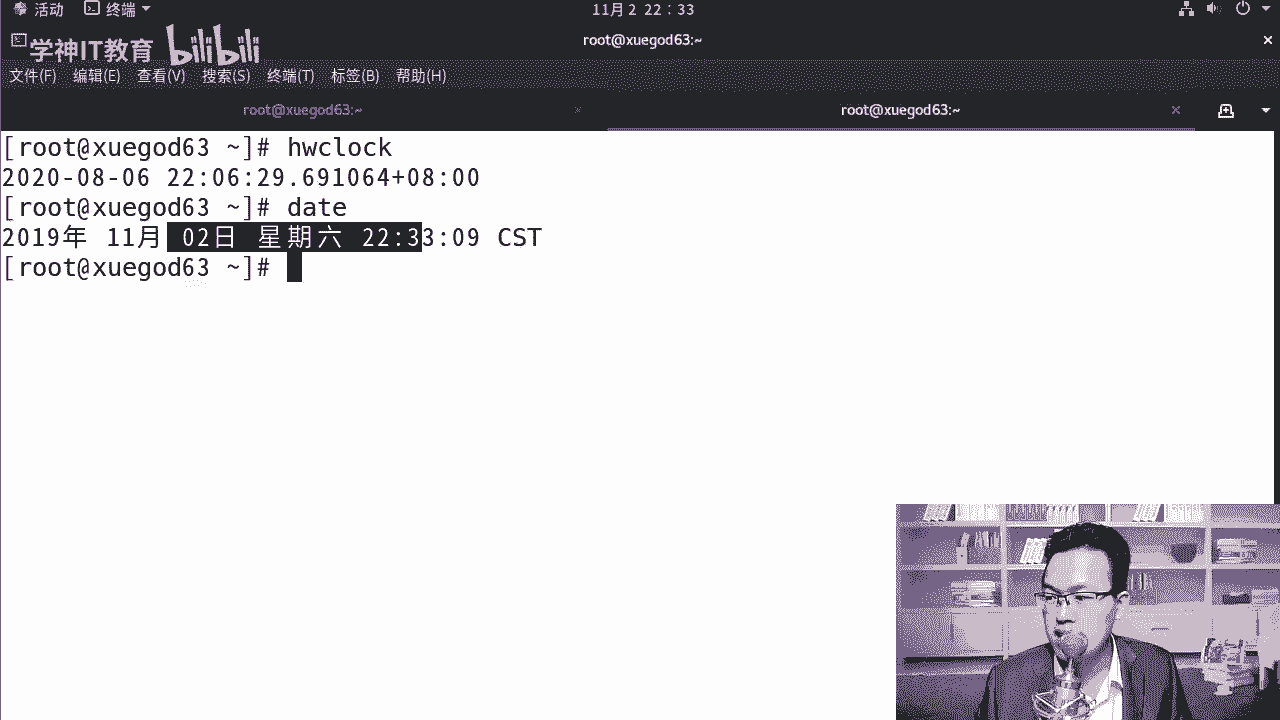 活动 终端 11月 2 22：33
学神IT教育 bilibili root@xuegod63:~
文件(F) 编辑(E) 查看(V) 搜索(S) 终端(T) 标签(B) 帮助(H)
root@xuegod63:~ root@xuegod63:~
[root@xuegod63 ~]# hwclock
2020-08-06 22:06:29.691064+08:00
[root@xuegod63 ~]# date
2019年 11月 02日 星期六 22:33:09 CST
[root@xuegod63 ~]#